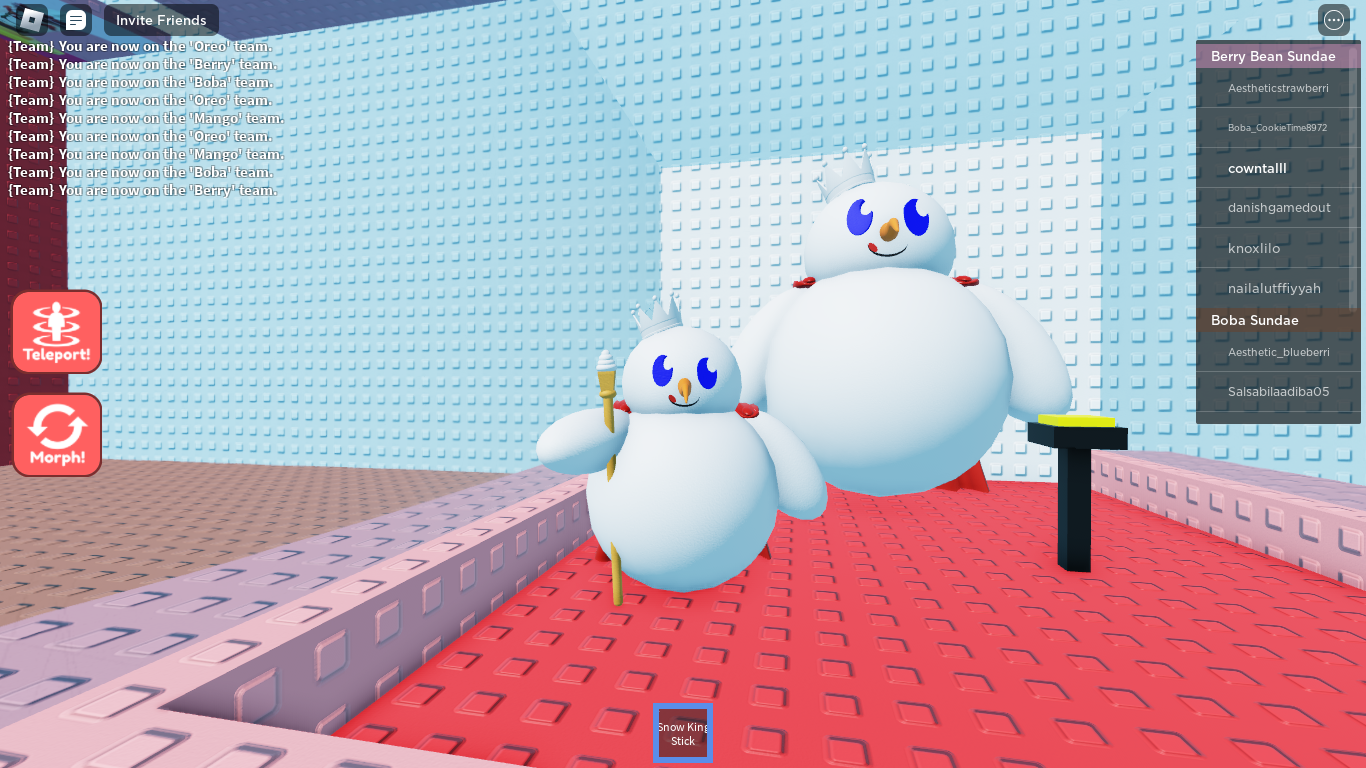 Invite Friends
{Team} You are now on the 'Oreo' team.
{Team} You are now on the 'Berry' team.
{Team} You are now on the 'Boba' team.
{Team} You are now on the 'Oreo' team.
{Team} You are now on the 'Mango' team.
{Team} You are now on the 'Oreo' team.
{Team} You are now on the 'Mango' team.
{Team} You are now on the 'Boba' team.
{Team} You are now on the 'Berry' team.
Teleport!
Morph!
Berry Bean Sundae
Aestheticstrawberri
Boba_CookieTime8972
cowntalll
danishgamedout
knoxlilo
nailalutffiyyah
Boba Sundae
Aesthetic_blueberri
Salsabilaadiba05
Snow King
Stick